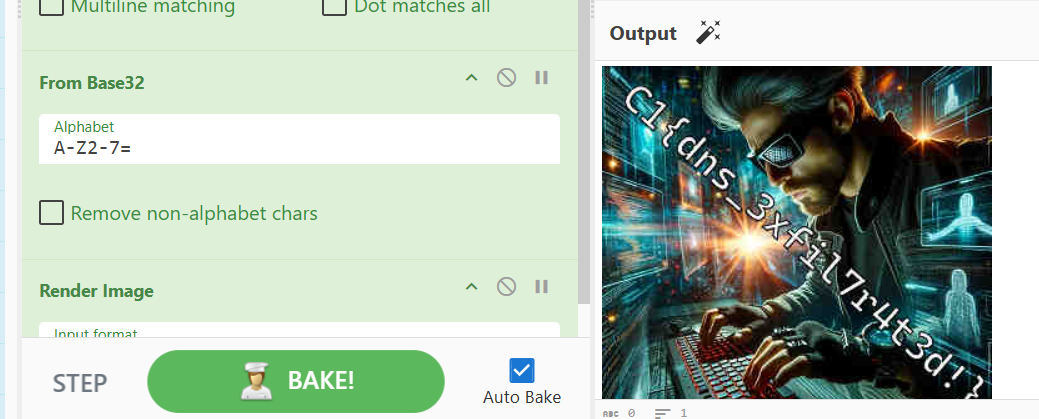 Multiline matching
Dot matches all
From Base32
Alphabet
A-Z2-7=
Remove non-alphabet chars
Render Image
Input format
STEP
BAKE!
Auto Bake
Output
C1{dns_3xfil7r4t3d!}
ABC 0
1